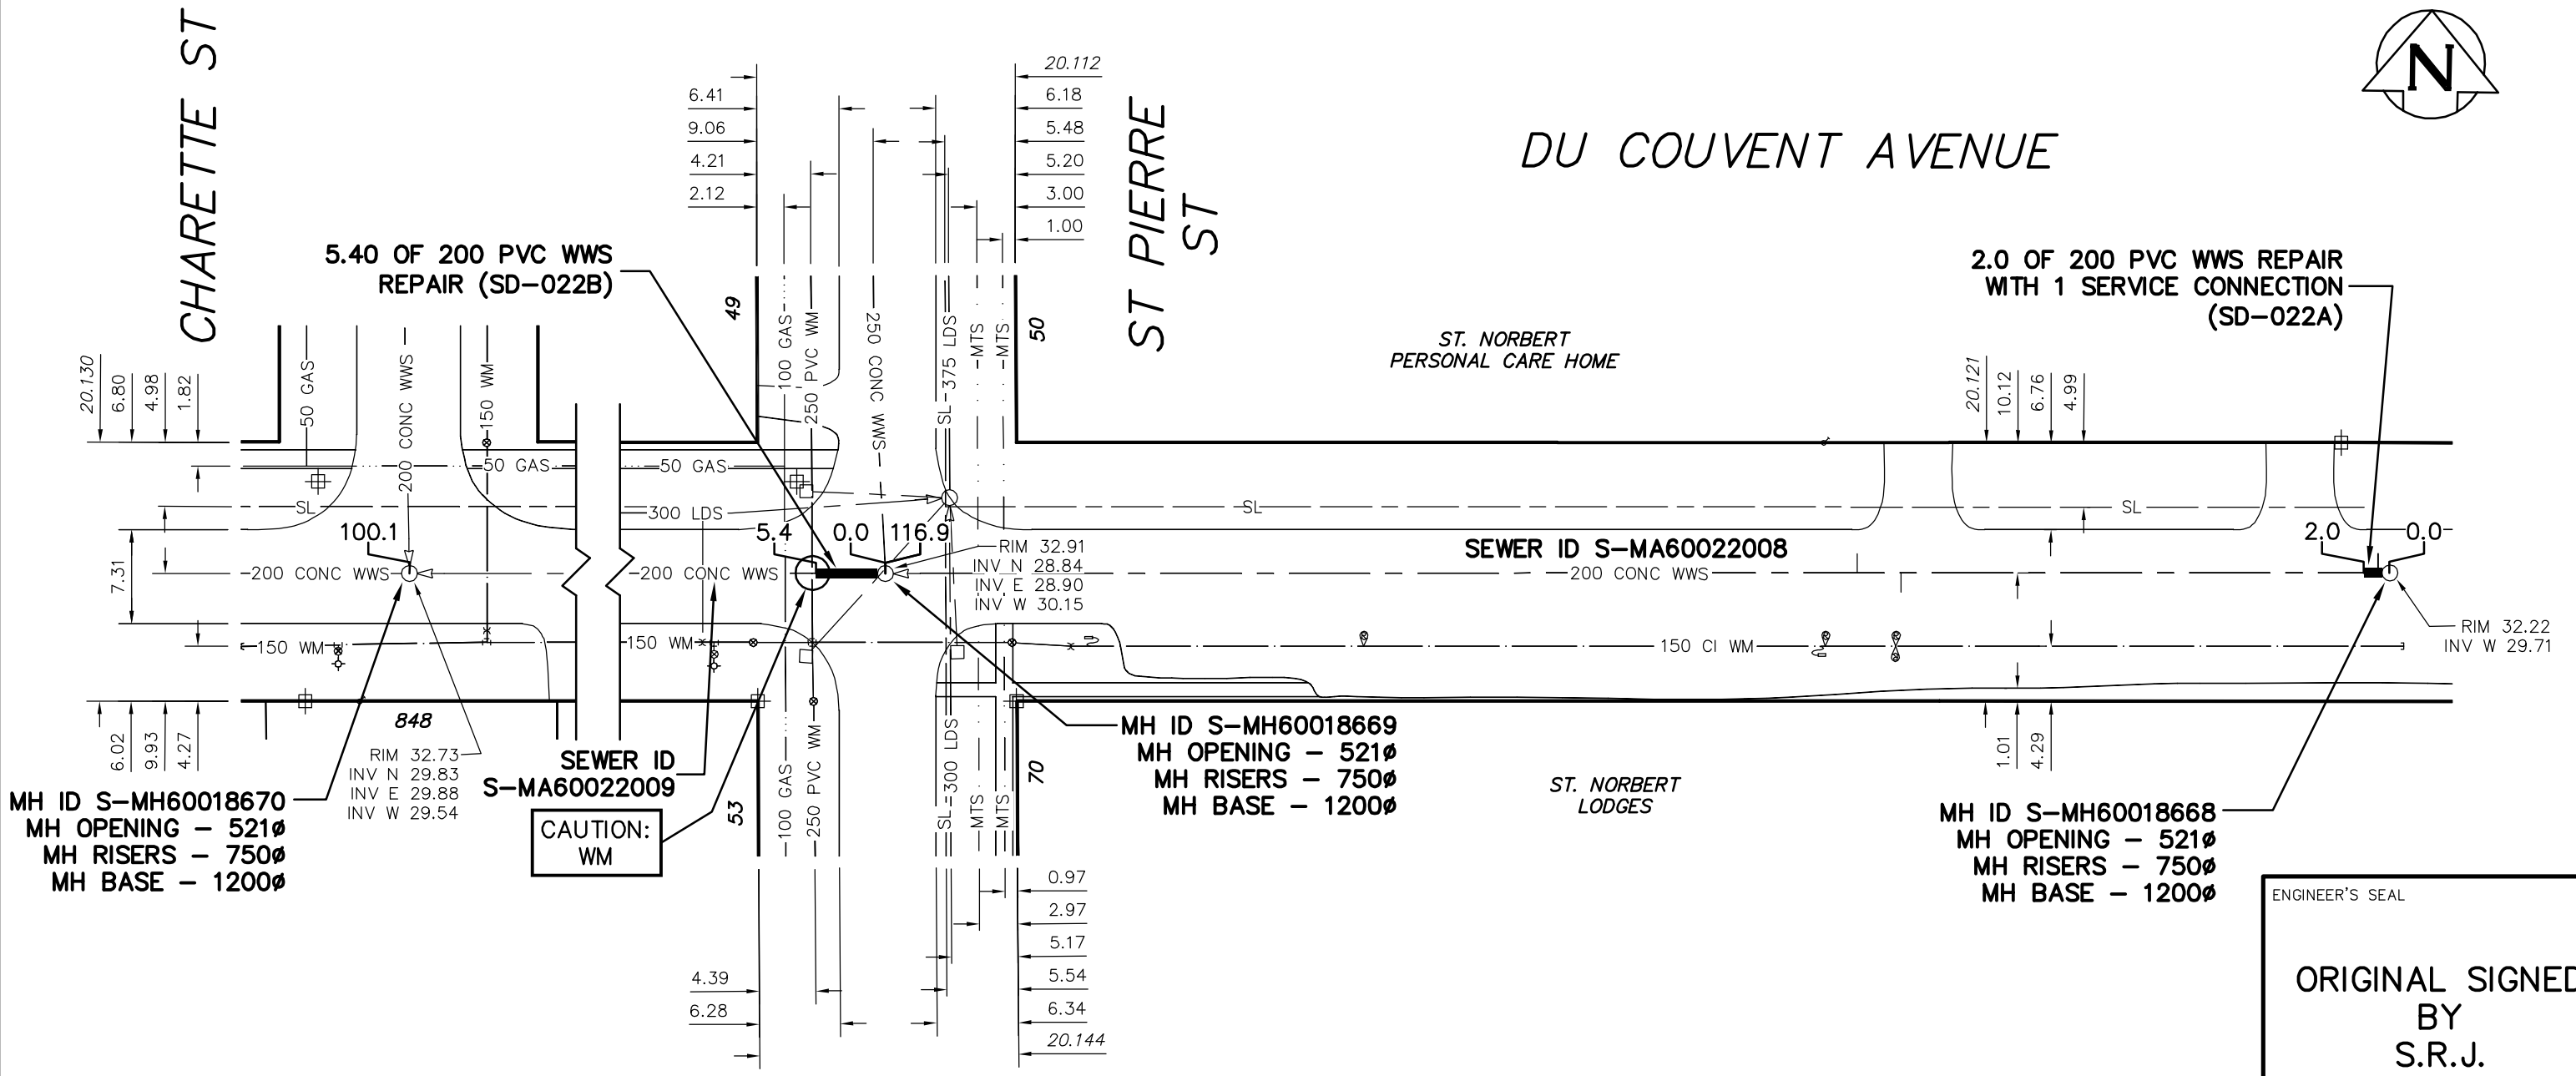 CHARETTE ST
N
DU COUVENT AVENUE
ST PIERRE
ST
20.112
6.41
6.18
9.06
5.48
4.21
5.20
2.12
3.00
1.00
5.40 OF 200 PVC WWS
REPAIR (SD-022B)
2.0 OF 200 PVC WWS REPAIR
WITH 1 SERVICE CONNECTION
(SD-022A)
49
50
100 GAS
250 PVC WM
250 CONC WWS
SL
375 LDS
MTS
MTS
ST. NORBERT
PERSONAL CARE HOME
20.130
6.80
4.98
1.82
50 GAS
200 CONC WWS
150 WM
20.121
10.12
6.76
4.99
50 GAS
50 GAS
SL
300 LDS
SL
SL
100.1
5.4
0.0
116.9
2.0
0.0
RIM 32.91
INV N 28.84
INV E 28.90
INV W 30.15
SEWER ID S-MA60022008
200 CONC WWS
200 CONC WWS
200 CONC WWS
7.31
150 WM
150 WM
150 CI WM
RIM 32.22
INV W 29.71
6.02
9.93
4.27
848
RIM 32.73
INV N 29.83
INV E 29.88
INV W 29.54
SEWER ID
S-MA60022009
MH ID S-MH60018670
MH OPENING - 521ø
MH RISERS - 750ø
MH BASE - 1200ø
CAUTION:
WM
53
100 GAS
250 PVC WM
SL
300 LDS
MTS
MTS
70
MH ID S-MH60018669
MH OPENING - 521ø
MH RISERS - 750ø
MH BASE - 1200ø
ST. NORBERT
LODGES
1.01
4.29
MH ID S-MH60018668
MH OPENING - 521ø
MH RISERS - 750ø
MH BASE - 1200ø
0.97
2.97
5.17
4.39
5.54
6.28
6.34
20.144
ENGINEER'S SEAL
ORIGINAL SIGNED
BY
S.R.J.